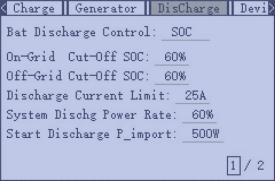 < Charge Generator DisCharge Devi>
Bat Discharge Control: SOC
On-Grid Cut-Off SOC: 60%
Off-Grid Cut-Off SOC: 60%
Discharge Current Limit: 25A
System Dischg Power Rate: 60%
Start Discharge P_import: 500W
1 / 2